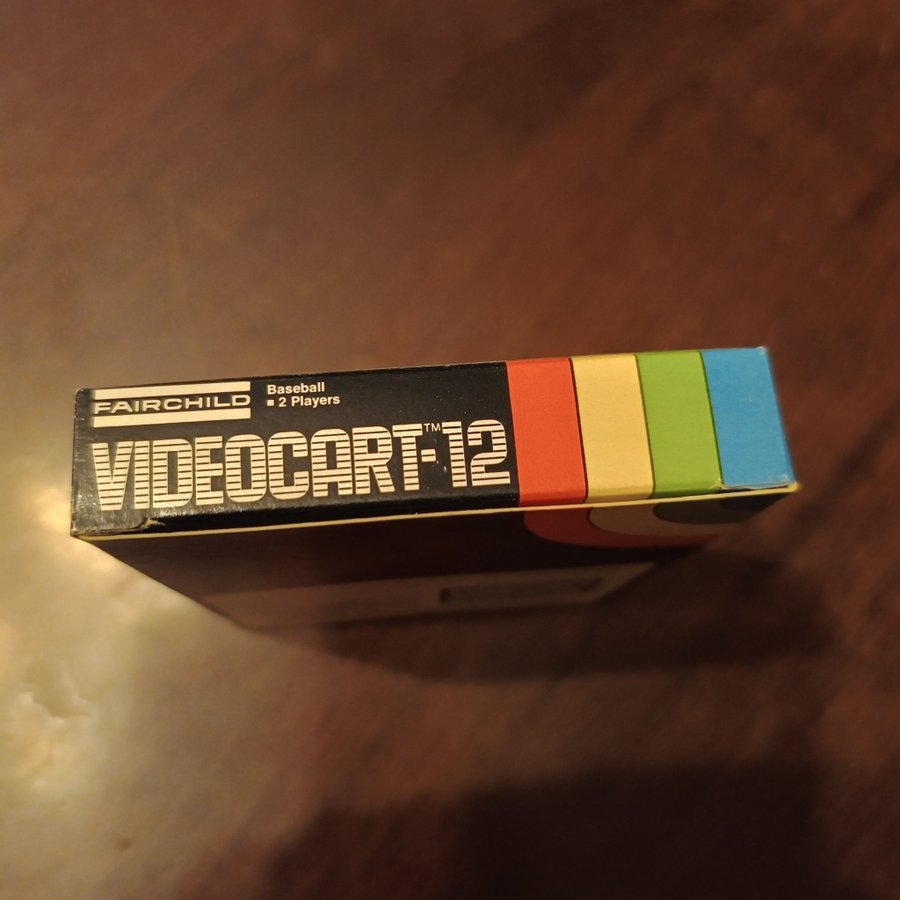 FAIRCHILD
Baseball
▪ 2 Players
VIDEOCART™-12